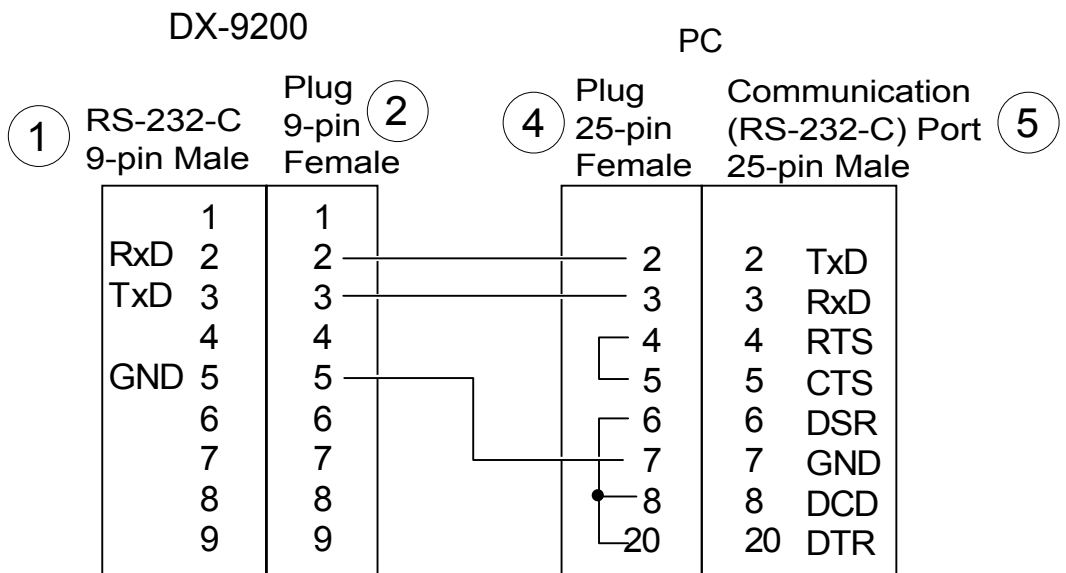 DX-9200
PC
1
RS-232-C
9-pin Male
Plug
9-pin
Female
2
4
Plug
25-pin
Female
Communication
(RS-232-C) Port
25-pin Male
5
1 1
RxD 2 2 2 2 TxD
TxD 3 3 3 3 RxD
4 4 4 4 RTS
GND 5 5 5 5 CTS
6 6 6 6 DSR
7 7 7 7 GND
8 8 8 8 DCD
9 9 20 20 DTR